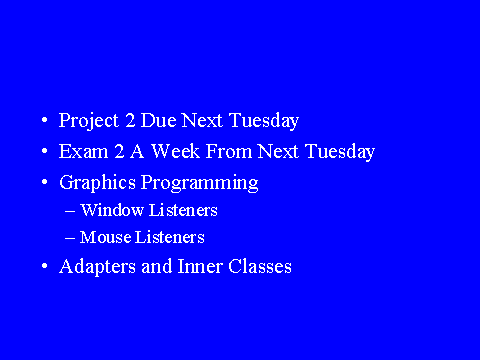 • Project 2 Due Next Tuesday
• Exam 2 A Week From Next Tuesday
• Graphics Programming
– Window Listeners
– Mouse Listeners
• Adapters and Inner Classes